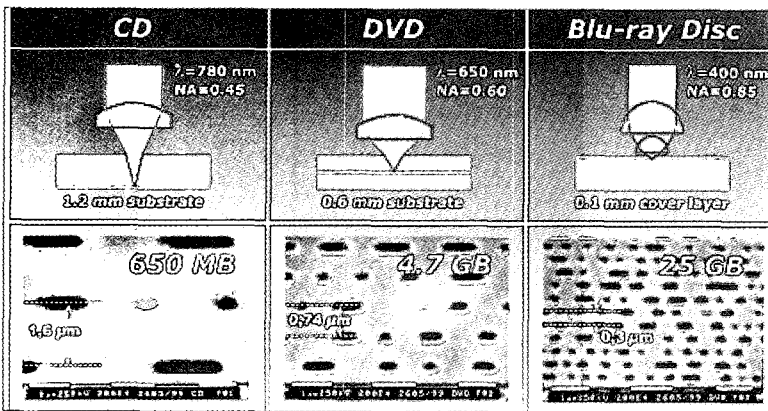 CD
DVD
Blu-ray Disc
λ=780 nm
NA=0.45
λ=650 nm
NA=0.60
λ=400 nm
NA=0.85
1.2 mm substrate
0.6 mm substrate
0.1 mm cover layer
650 MB
4.7 GB
25 GB
1,6 µm
0,74 µm
0,3 µm